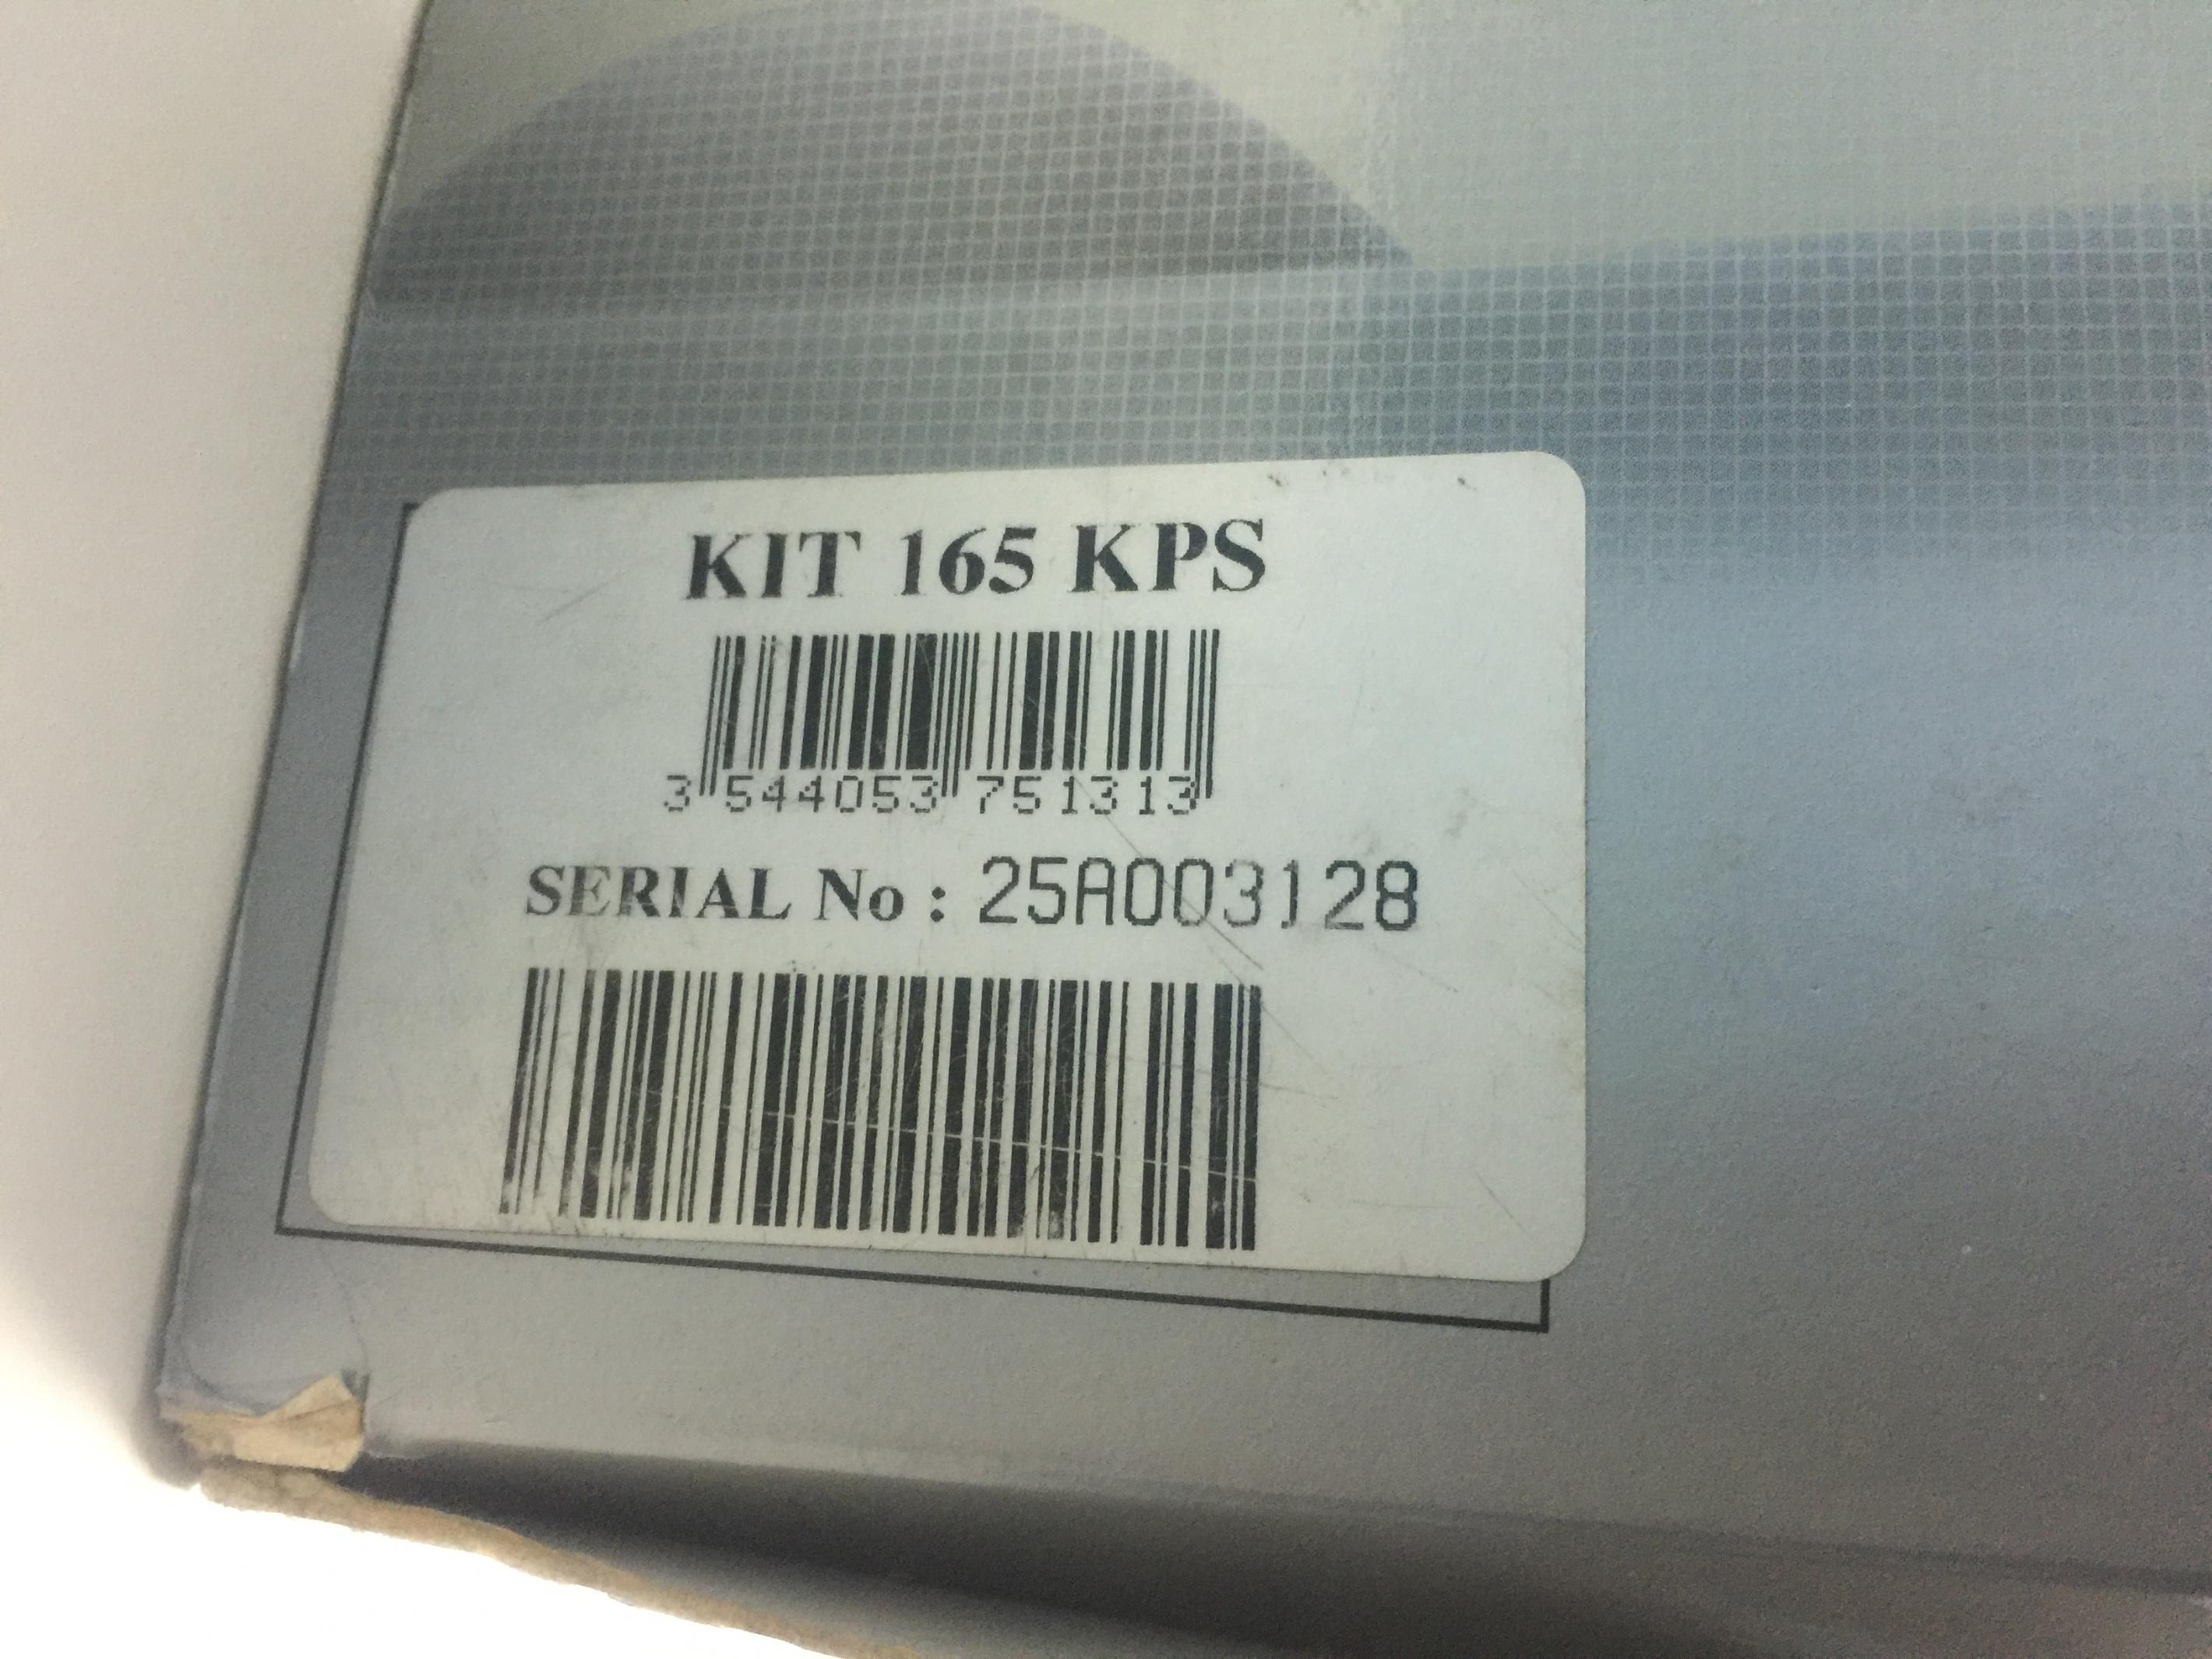 KIT 165 KPS
3 544053 751313
SERIAL No : 25A003128